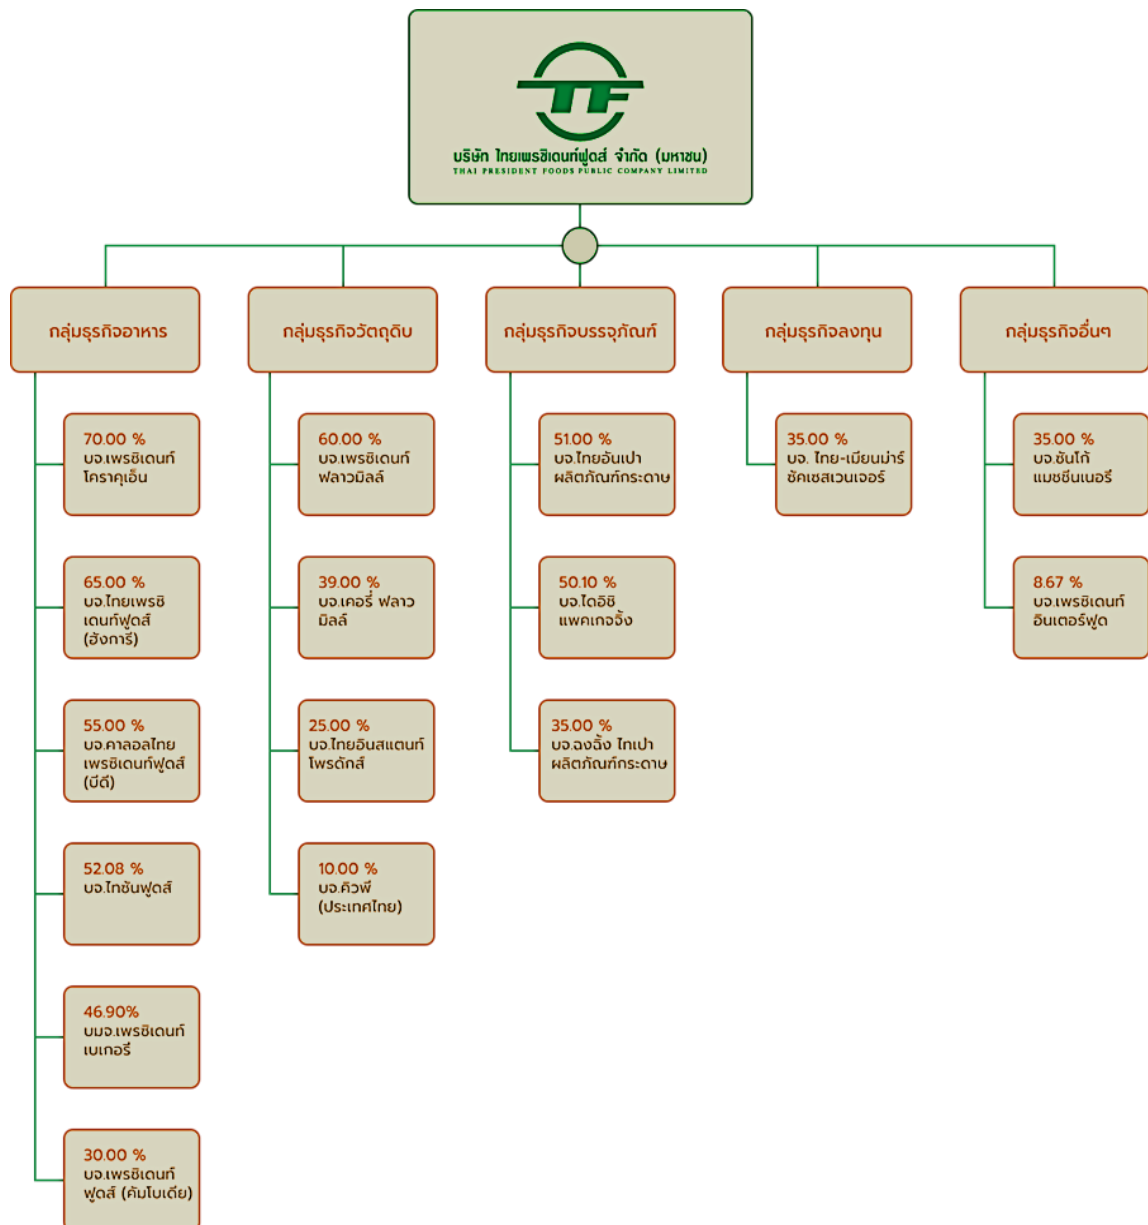 TF
บริษัท ไทยเพรซิเดนท์ฟูดส์ จำกัด (มหาชน)
THAI PRESIDENT FOODS PUBLIC COMPANY LIMITED
กลุ่มธุรกิจอาหาร
70.00 %
บจ.เพรซิเดนท์
โคราคุเอ็น
65.00 %
บจ.ไทยเพรซิ
เดนท์ฟูดส์
(ฮังการี)
55.00 %
บจ.คาลอลไทย
เพรซิเดนท์ฟูดส์
(บีดี)
52.08 %
บจ.ไทซันฟูดส์
46.90%
บมจ.เพรซิเดนท์
เบเกอรี่
30.00 %
บจ.เพรซิเดนท์
ฟูดส์ (คัมโบเดีย)
กลุ่มธุรกิจวัตถุดิบ
60.00 %
บจ.เพรซิเดนท์
ฟลาวมิลล์
39.00 %
บจ.เคอรี่ ฟลาว
มิลล์
25.00 %
บจ.ไทยอินสแตนท์
โพรดักส์
10.00 %
บจ.คิวพี
(ประเทศไทย)
กลุ่มธุรกิจบรรจุภัณฑ์
51.00 %
บจ.ไทยอันเปา
ผลิตภัณฑ์กระดาษ
50.10 %
บจ.ไดอิชิ
แพคเกจจิ้ง
35.00 %
บจ.ฉงฉิ้ง ไทเปา
ผลิตภัณฑ์กระดาษ
กลุ่มธุรกิจลงทุน
35.00 %
บจ. ไทย-เมียนม่าร์
ซัคเซสเวนเจอร์
กลุ่มธุรกิจอื่นๆ
35.00 %
บจ.ซันโก้
แมชชีนเนอรี่
8.67 %
บจ.เพรซิเดนท์
อินเตอร์ฟูด